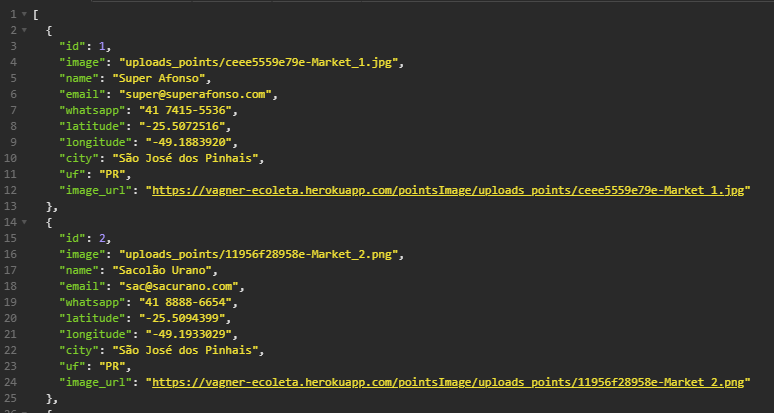 1 [
2 {
3 "id": 1,
4 "image": "uploads_points/ceee5559e79e-Market_1.jpg",
5 "name": "Super Afonso",
6 "email": "super@superafonso.com",
7 "whatsapp": "41 7415-5536",
8 "latitude": "-25.5072516",
9 "longitude": "-49.1883920",
10 "city": "São José dos Pinhais",
11 "uf": "PR",
12 "image_url": "https://vagner-ecoleta.herokuapp.com/pointsImage/uploads_points/ceee5559e79e-Market_1.jpg"
13 },
14 {
15 "id": 2,
16 "image": "uploads_points/11956f28958e-Market_2.png",
17 "name": "Sacolão Urano",
18 "email": "sac@sacurano.com",
19 "whatsapp": "41 8888-6654",
20 "latitude": "-25.5094399",
21 "longitude": "-49.1933029",
22 "city": "São José dos Pinhais",
23 "uf": "PR",
24 "image_url": "https://vagner-ecoleta.herokuapp.com/pointsImage/uploads_points/11956f28958e-Market_2.png"
25 },